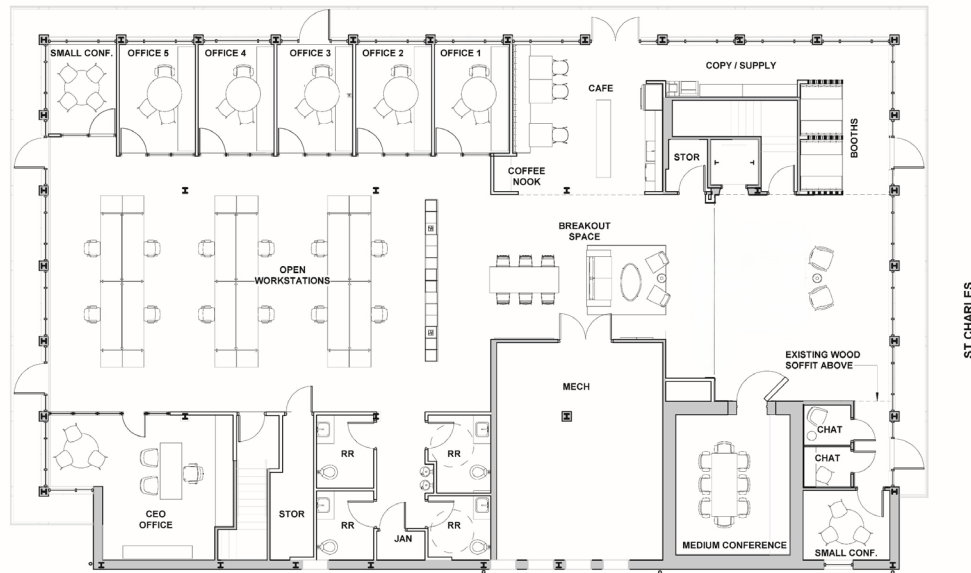 SMALL CONF.
OFFICE 5
OFFICE 4
OFFICE 3
OFFICE 2
OFFICE 1
COPY / SUPPLY
CAFE
BOOTHS
STOR
COFFEE
NOOK
BREAKOUT
SPACE
OPEN
WORKSTATIONS
ST CHARLES
EXISTING WOOD
SOFFIT ABOVE
MECH
CHAT
CHAT
RR
RR
CEO
OFFICE
STOR
RR
RR
JAN
MEDIUM CONFERENCE
SMALL CONF.